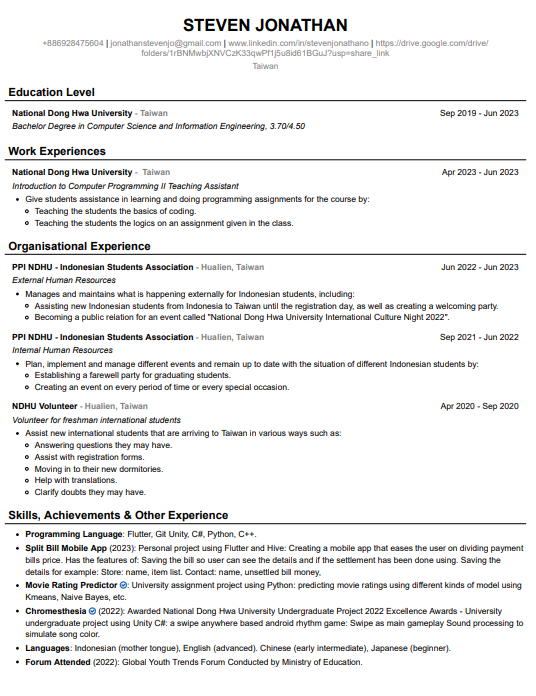 STEVEN JONATHAN
+886928475604 | jonathanstevenjo@gmail.com | www.linkedin.com/in/stevenjonathano | https://drive.google.com/drive/
folders/1rBNMwbjXNVCzK33qwPf1j5u8id61BGuJ?usp=share_link
Taiwan
Education Level
National Dong Hwa University - Taiwan Sep 2019 - Jun 2023
Bachelor Degree in Computer Science and Information Engineering, 3.70/4.50
Work Experiences
National Dong Hwa University - Taiwan Apr 2023 - Jun 2023
Introduction to Computer Programming II Teaching Assistant
• Give students assistance in learning and doing programming assignments for the course by:
Teaching the students the basics of coding.
Teaching the students the logics on an assignment given in the class.
Organisational Experience
PPI NDHU - Indonesian Students Association - Hualien, Taiwan Jun 2022 - Jun 2023
External Human Resources
• Manages and maintains what is happening externally for Indonesian students, including:
Assisting new Indonesian students from Indonesia to Taiwan until the registration day, as well as creating a welcoming party.
Becoming a public relation for an event called "National Dong Hwa University International Culture Night 2022".
PPI NDHU - Indonesian Students Association - Hualien, Taiwan Sep 2021 - Jun 2022
Internal Human Resources
• Plan, implement and manage different events and remain up to date with the situation of different Indonesian students by:
Establishing a farewell party for graduating students.
Creating an event on every period of time or every special occasion.
NDHU Volunteer - Hualien, Taiwan Apr 2020 - Sep 2020
Volunteer for freshman international students
• Assist new international students that are arriving to Taiwan in various ways such as:
Answering questions they may have.
Assist with registration forms.
Moving in to their new dormitories.
Help with translations.
Clarify doubts they may have.
Skills, Achievements & Other Experience
• Programming Language: Flutter, Git Unity, C#, Python, C++.
• Split Bill Mobile App (2023): Personal project using Flutter and Hive: Creating a mobile app that eases the user on dividing payment
bills price. Has the features of: Saving the bill so user can see the details and if the settlement has been done using. Saving the
details for example: Store: name, item list. Contact: name, unsettled bill money,
• Movie Rating Predictor: University assignment project using Python: predicting movie ratings using different kinds of model using
Kmeans, Naive Bayes, etc.
• Chromesthesia (2022): Awarded National Dong Hwa University Undergraduate Project 2022 Excellence Awards - University
undergraduate project using Unity C#: a swipe anywhere based android rhythm game: Swipe as main gameplay Sound processing to
simulate song color.
• Languages: Indonesian (mother tongue), English (advanced). Chinese (early intermediate), Japanese (beginner).
• Forum Attended (2022): Global Youth Trends Forum Conducted by Ministry of Education.